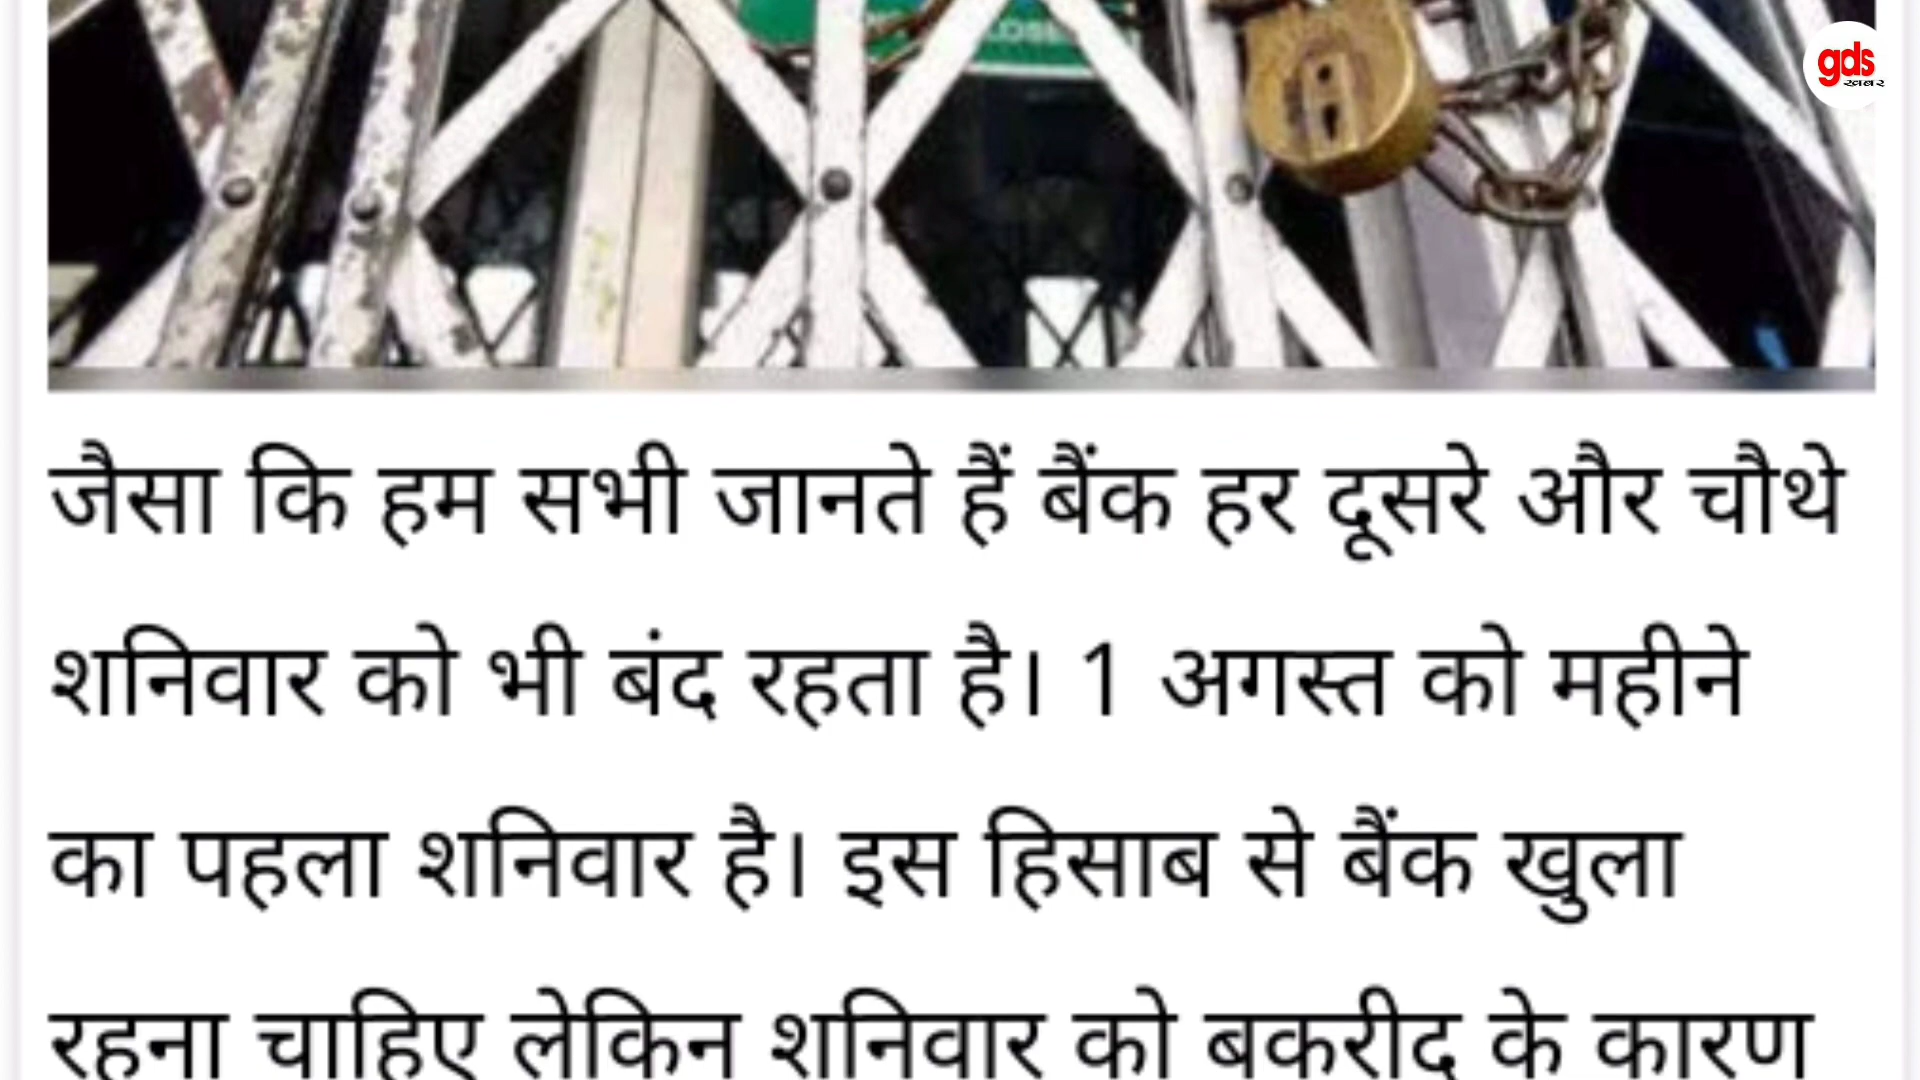 gds
खबर
जैसा कि हम सभी जानते हैं बैंक हर दूसरे और चौथे
शनिवार को भी बंद रहता है। 1 अगस्त को महीने
का पहला शनिवार है। इस हिसाब से बैंक खुला
रहना चाहिए लेकिन शनिवार को बकरीद के कारण